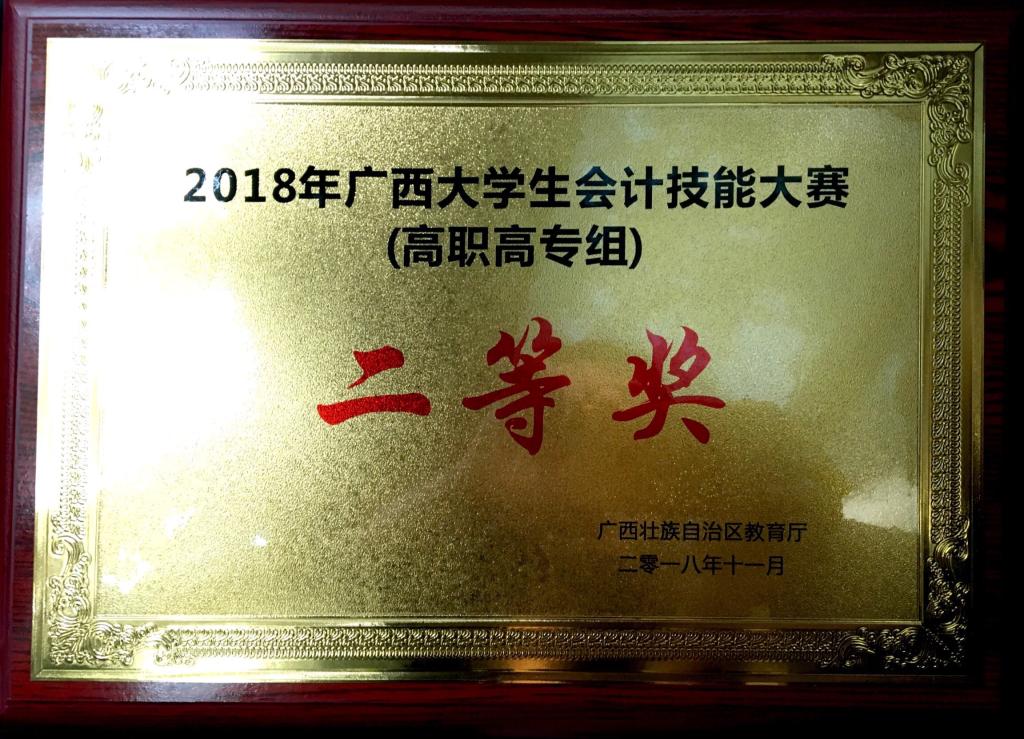 2018年广西大学生会计技能大赛
(高职高专组)
二等奖
广西壮族自治区教育厅
二零一八年十一月